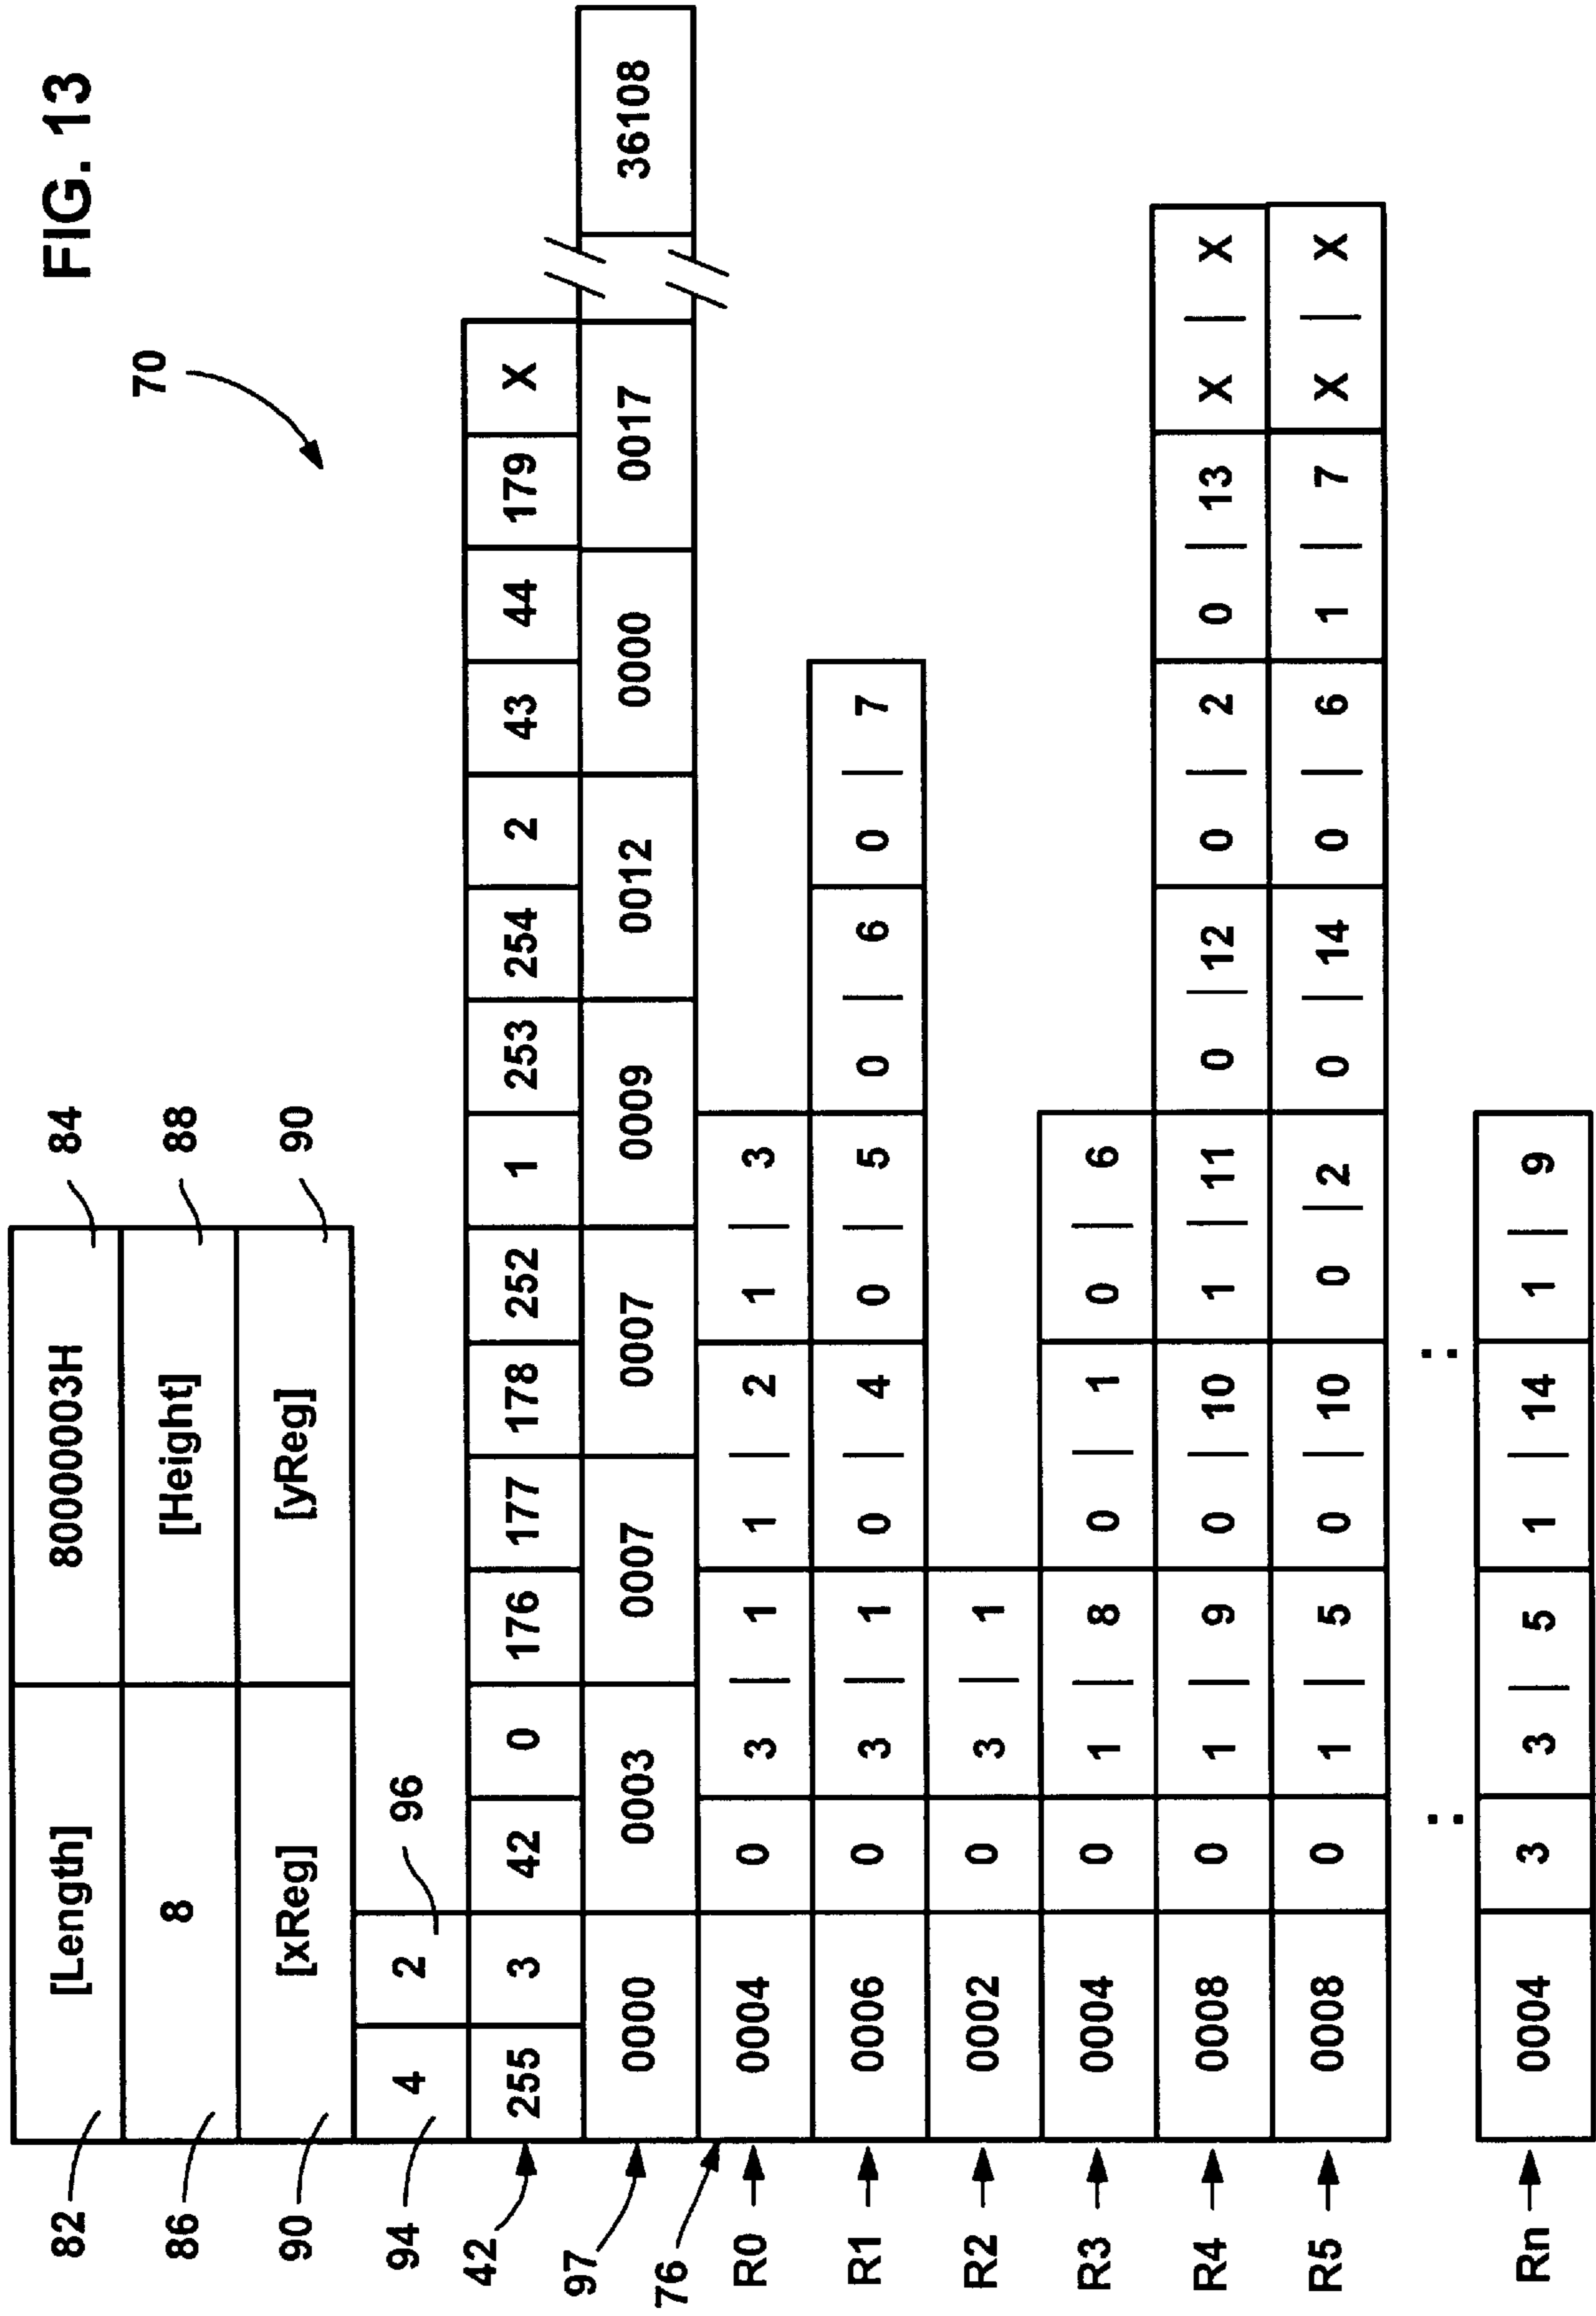 FIG. 13
70
82 [Length] 80000003H 84
86 8 [Height] 88
90 [xReg] [yReg] 90
94 4 2 96
42 255 3 42 0 176 177 178 252 1 253 254 2 43 44 179 X
97 0000 0003 0007 0007 0009 0012 0000 0017 36108
76
R0 0004 0 3 | 1 1 | 2 1 | 3
R1 0006 0 3 | 1 0 | 4 0 | 5 0 | 6 0 | 7
R2 0002 0 3 | 1
R3 0004 0 1 | 8 0 | 1 0 | 6
R4 0008 0 1 | 9 0 | 10 1 | 11 0 | 12 0 | 2 0 | 13 X | X
R5 0008 0 1 | 5 0 | 10 0 | 2 0 | 14 0 | 6 1 | 7 X | X
: :
Rn 0004 3 3 | 5 1 | 14 1 | 9